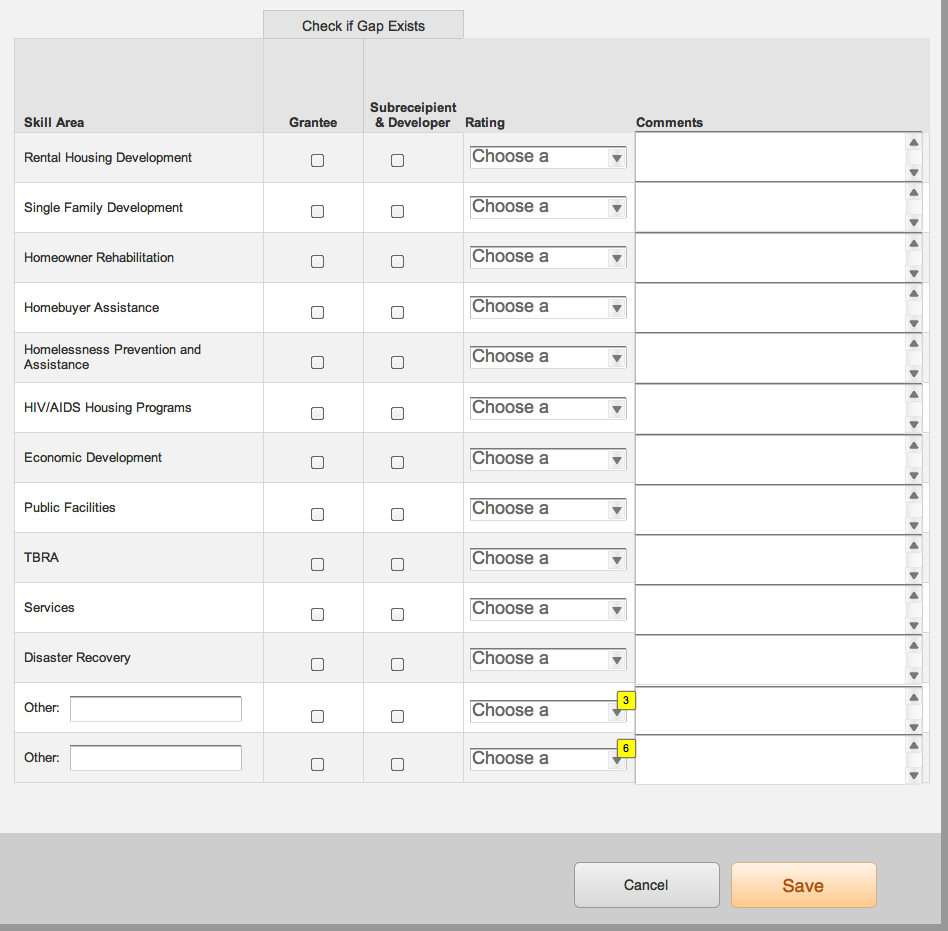 Check if Gap Exists
Subreceipient
Skill Area Grantee & Developer Rating Comments
Rental Housing Development Choose a
Single Family Development Choose a
Homeowner Rehabilitation Choose a
Homebuyer Assistance Choose a
Homelessness Prevention and
Assistance Choose a
HIV/AIDS Housing Programs Choose a
Economic Development Choose a
Public Facilities Choose a
TBRA Choose a
Services Choose a
Disaster Recovery Choose a
Other: Choose a 3
Other: Choose a 6
Cancel Save